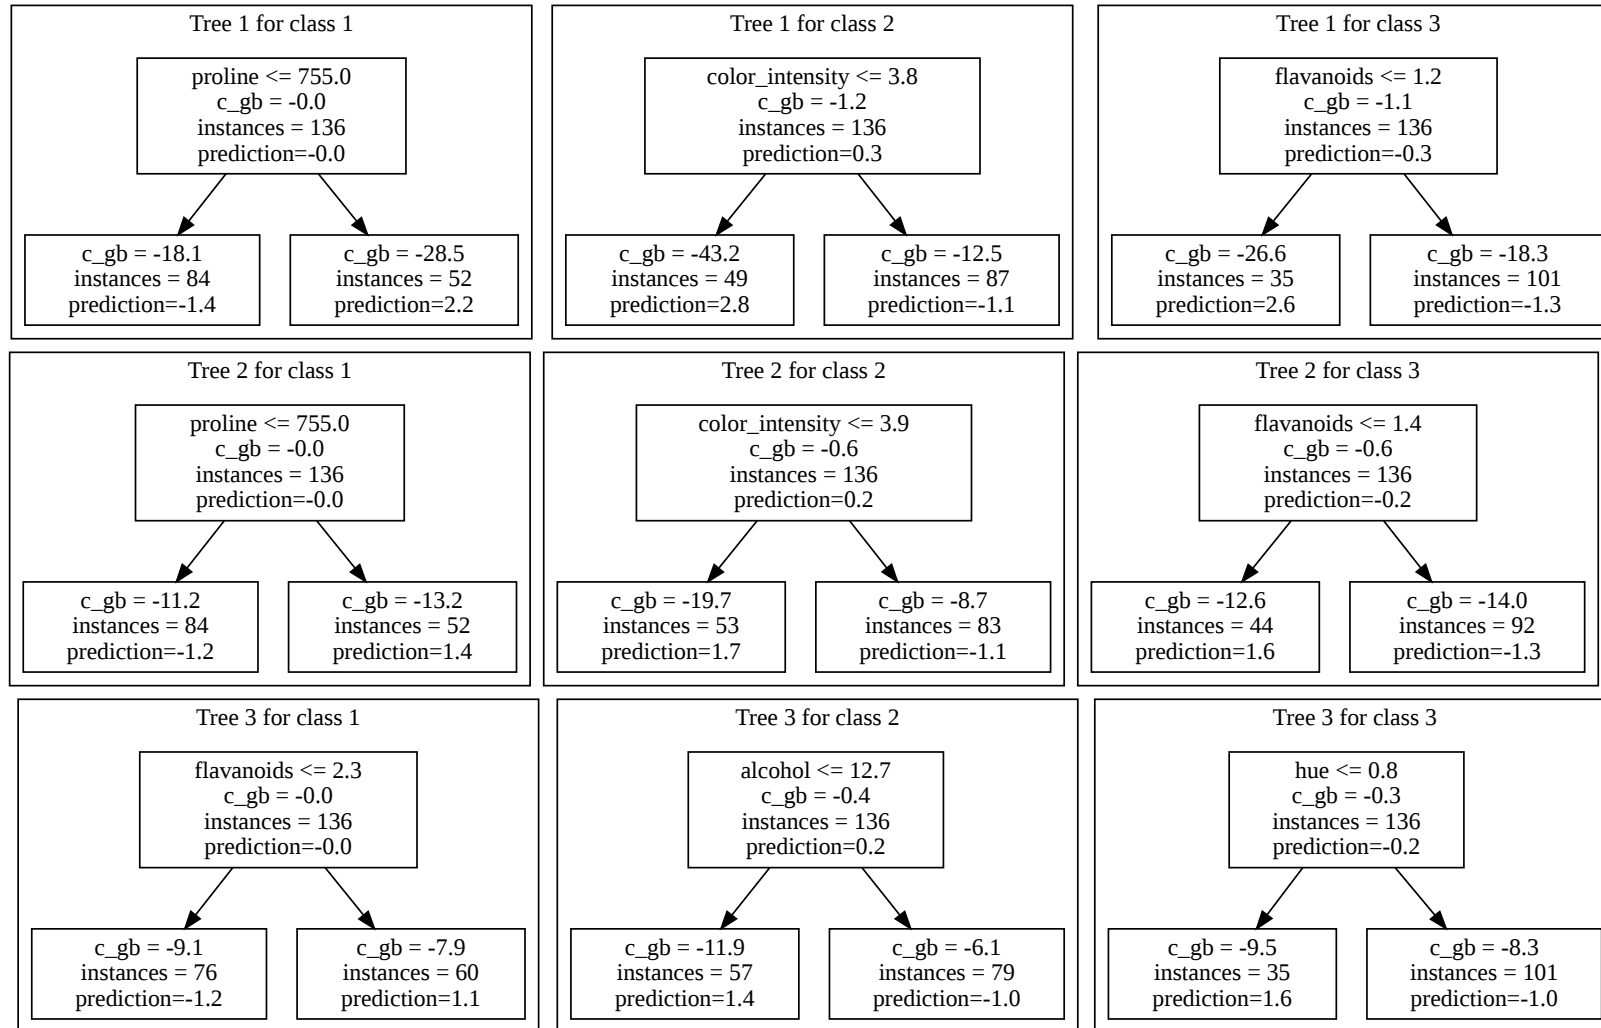 Tree 1 for class 1
proline <= 755.0
c_gb = -0.0
instances = 136
prediction=-0.0
c_gb = -18.1
instances = 84
prediction=-1.4
c_gb = -28.5
instances = 52
prediction=2.2
Tree 1 for class 2
color_intensity <= 3.8
c_gb = -1.2
instances = 136
prediction=0.3
c_gb = -43.2
instances = 49
prediction=2.8
c_gb = -12.5
instances = 87
prediction=-1.1
Tree 1 for class 3
flavanoids <= 1.2
c_gb = -1.1
instances = 136
prediction=-0.3
c_gb = -26.6
instances = 35
prediction=2.6
c_gb = -18.3
instances = 101
prediction=-1.3
Tree 2 for class 1
proline <= 755.0
c_gb = -0.0
instances = 136
prediction=-0.0
c_gb = -11.2
instances = 84
prediction=-1.2
c_gb = -13.2
instances = 52
prediction=1.4
Tree 2 for class 2
color_intensity <= 3.9
c_gb = -0.6
instances = 136
prediction=0.2
c_gb = -19.7
instances = 53
prediction=1.7
c_gb = -8.7
instances = 83
prediction=-1.1
Tree 2 for class 3
flavanoids <= 1.4
c_gb = -0.6
instances = 136
prediction=-0.2
c_gb = -12.6
instances = 44
prediction=1.6
c_gb = -14.0
instances = 92
prediction=-1.3
Tree 3 for class 1
flavanoids <= 2.3
c_gb = -0.0
instances = 136
prediction=-0.0
c_gb = -9.1
instances = 76
prediction=-1.2
c_gb = -7.9
instances = 60
prediction=1.1
Tree 3 for class 2
alcohol <= 12.7
c_gb = -0.4
instances = 136
prediction=0.2
c_gb = -11.9
instances = 57
prediction=1.4
c_gb = -6.1
instances = 79
prediction=-1.0
Tree 3 for class 3
hue <= 0.8
c_gb = -0.3
instances = 136
prediction=-0.2
c_gb = -9.5
instances = 35
prediction=1.6
c_gb = -8.3
instances = 101
prediction=-1.0